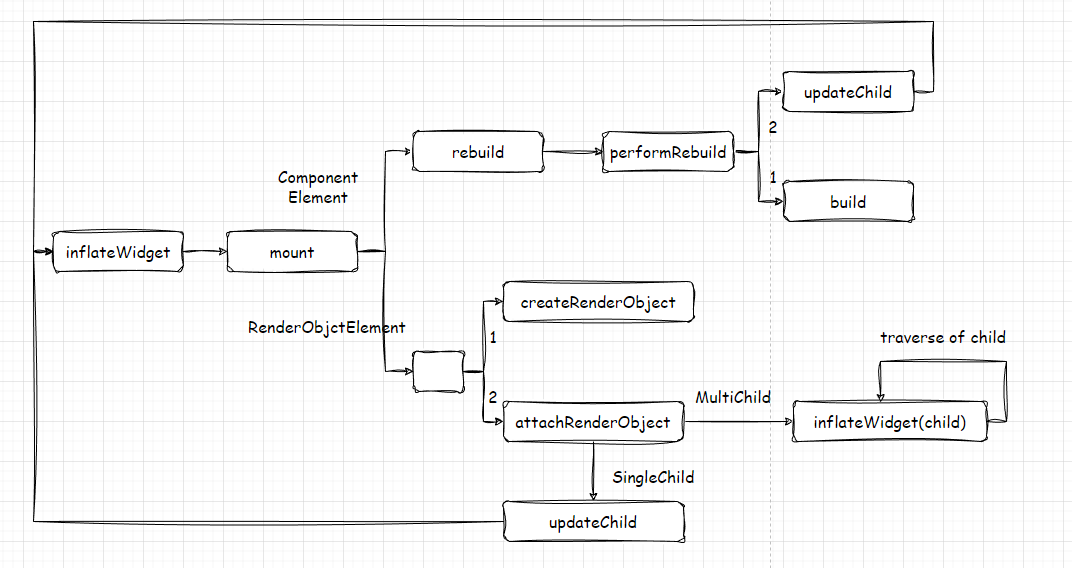 updateChild
2
rebuild
performRebuild
Component
Element
1
build
inflateWidget
mount
createRenderObject
RenderObjctElement
1
traverse of child
2
MultiChild
attachRenderObject
inflateWidget(child)
SingleChild
updateChild